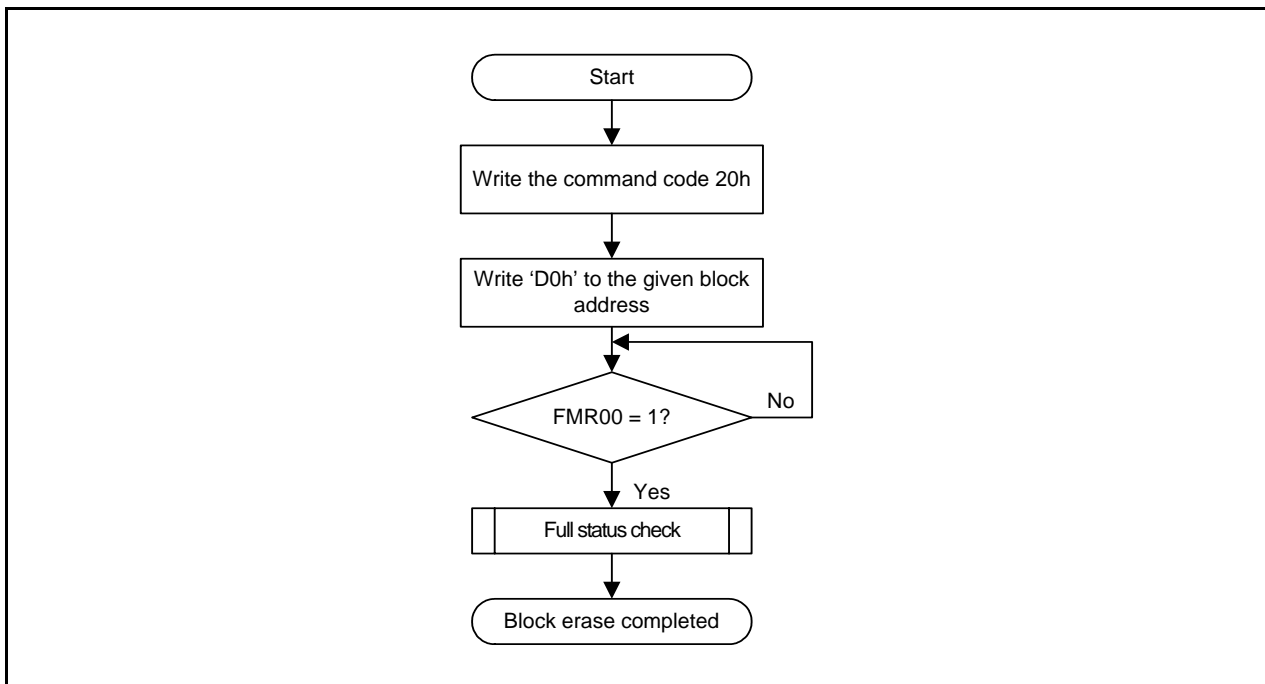 Start
Write the command code 20h
Write ‘D0h’ to the given block
address
FMR00 = 1?
No
Yes
Full status check
Block erase completed